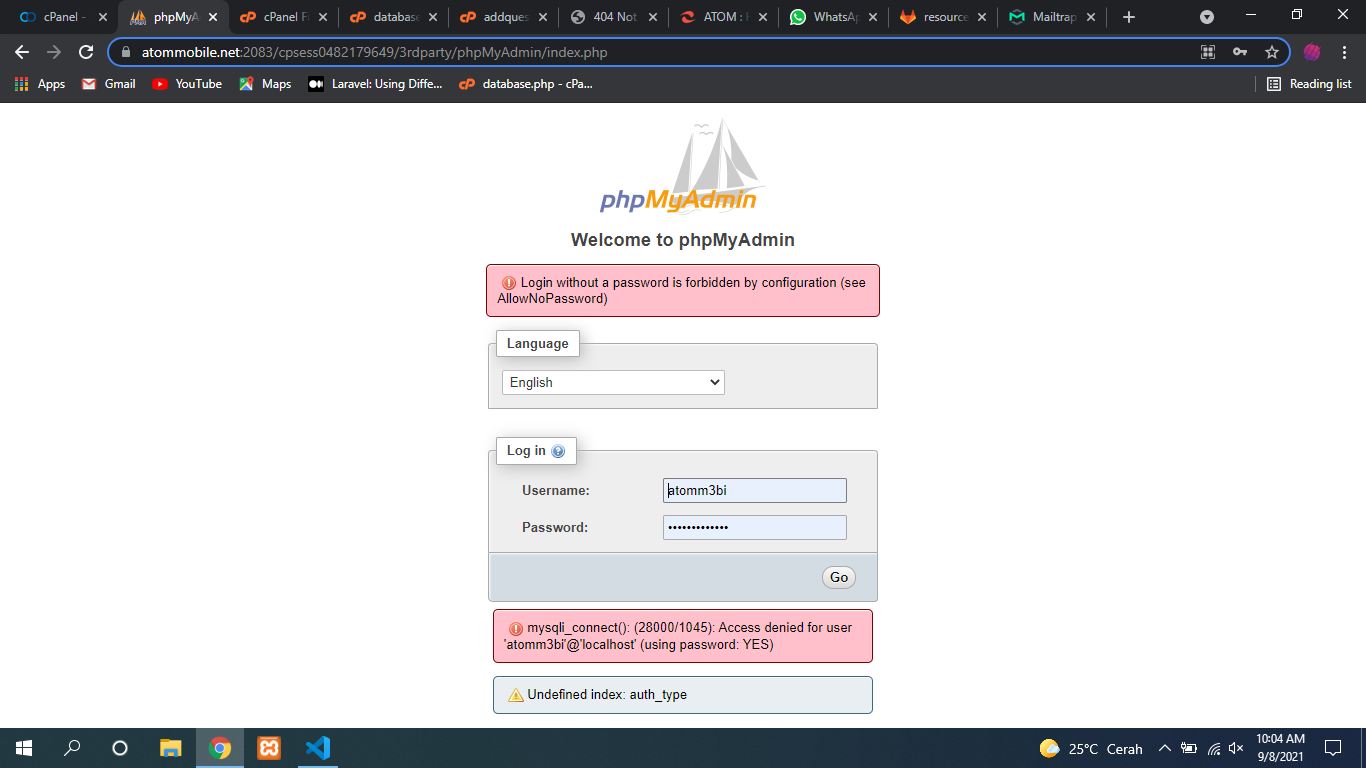 cPanel -
phpMyA
cPanel Fi
database
addques
404 Not
ATOM :
WhatsAp
resource
Mailtrap
atommobile.net:2083/cpsess0482179649/3rdparty/phpMyAdmin/index.php
Apps
Gmail
YouTube
Maps
Laravel: Using Diffe...
database.php - cPa...
Reading list
phpMyAdmin
Welcome to phpMyAdmin
Login without a password is forbidden by configuration (see
AllowNoPassword)
Language
English
Log in
Username:
atomm3bi
Password:
•••••••••••••
Go
mysqli_connect(): (28000/1045): Access denied for user
'atomm3bi'@'localhost' (using password: YES)
Undefined index: auth_type
25°C Cerah
10:04 AM
9/8/2021